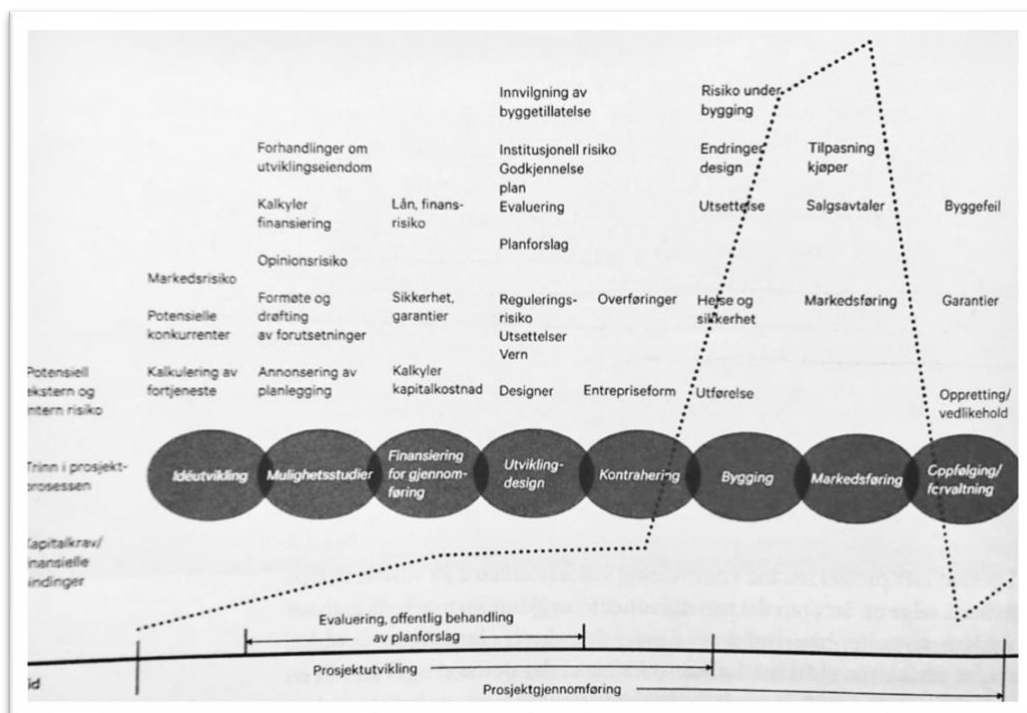 Innvilgning av
byggetillatelse
Risiko under
bygging
Forhandlinger om
utviklingseiendom
Institusjonell risiko
Godkjennelse
plan
Evaluering
Endringer,
design
Tilpasning
kjøper
Kalkyler
finansiering
Lån, finans-
risiko
Utsettelse
Salgsavtaler
Byggefeil
Opinionsrisiko
Planforslag
Markedsrisiko
Potensielle
konkurrenter
Formøte og
drøfting
av forutsetninger
Sikkerhet,
garantier
Regulerings-
risiko
Utsettelser
Vern
Overføringer
Helse og
sikkerhet
Markedsføring
Garantier
Potensiell
ekstern og
ntern risiko
Kalkulering av
fortjeneste
Annonsering av
planlegging
Kalkyler
kapitalkostnad
Designer
Entrepriseform
Utførelse
Oppretting/
vedlikehold
Trinn i prosjekt-
prosessen
Idéutvikling
Mulighetsstudier
Finansiering
for gjennom-
føring
Utvikling-
design
Kontrahering
Bygging
Markedsføring
Oppfølging/
forvaltning
Kapitalkrav/
inansielle
indinger
Evaluering, offentlig behandling
av planforslag
Prosjektutvikling
id
Prosjektgjennomføring